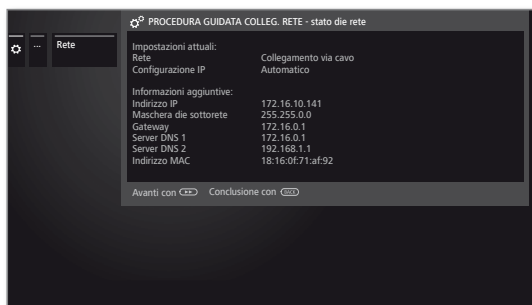 PROCEDURA GUIDATA COLLEG. RETE - stato die rete
... Rete
Impostazioni attuali:
Rete Collegamento via cavo
Configurazione IP Automatico
Informazioni aggiuntive:
Indirizzo IP 172.16.10.141
Maschera die sottorete 255.255.0.0
Gateway 172.16.0.1
Server DNS 1 172.16.0.1
Server DNS 2 192.168.1.1
Indirizzo MAC 18:16:0f:71:af:92
Avanti con Conclusione con BACK